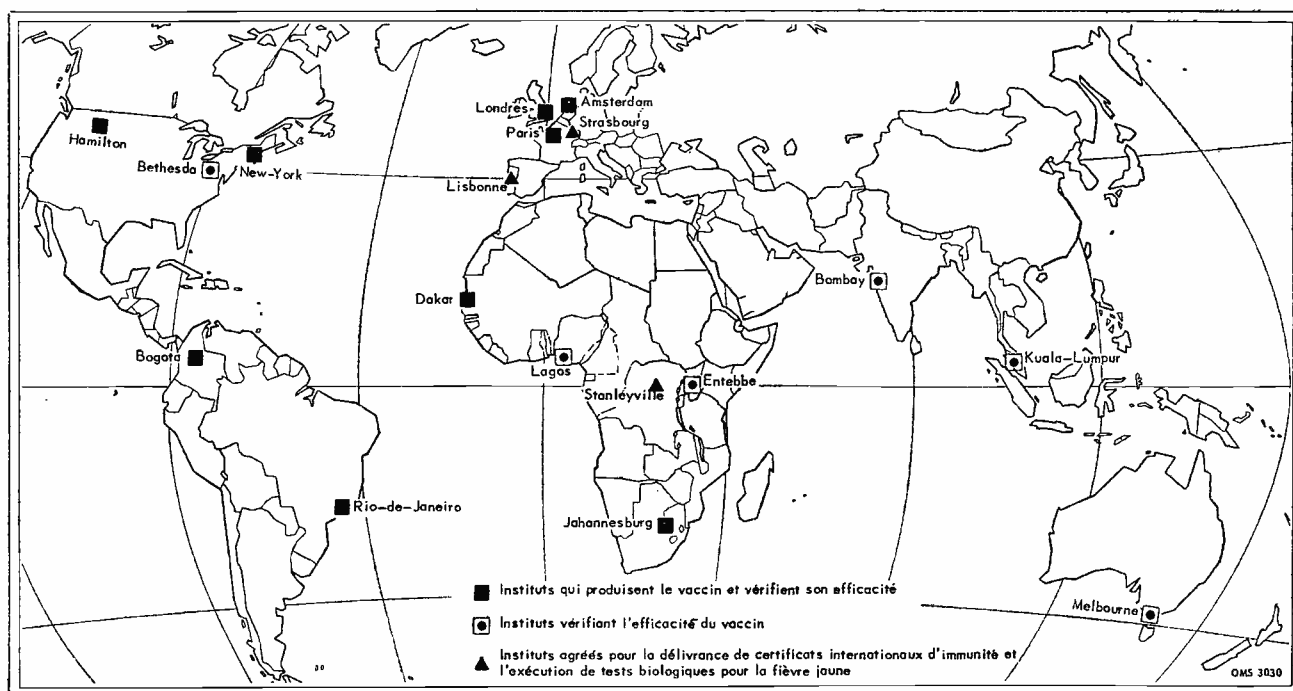 Londres
Amsterdam
Strasbourg
Paris
Hamilton
Bethesda
New-York
Lisbonne
Bombay
Dakar
Bogota
Lagos
Kuala-Lumpur
Stanleyville
Entebbe
Rio-de-Janeiro
Jahannesburg
Melbourne
Instituts qui produisent le vaccin et vérifient son efficacité
Instituts vérifiant l'efficacité du vaccin
Instituts agréés pour la délivrance de certificats internationaux d'immunité et
l'exécution de tests biologiques pour la fièvre jaune
OMS 3030